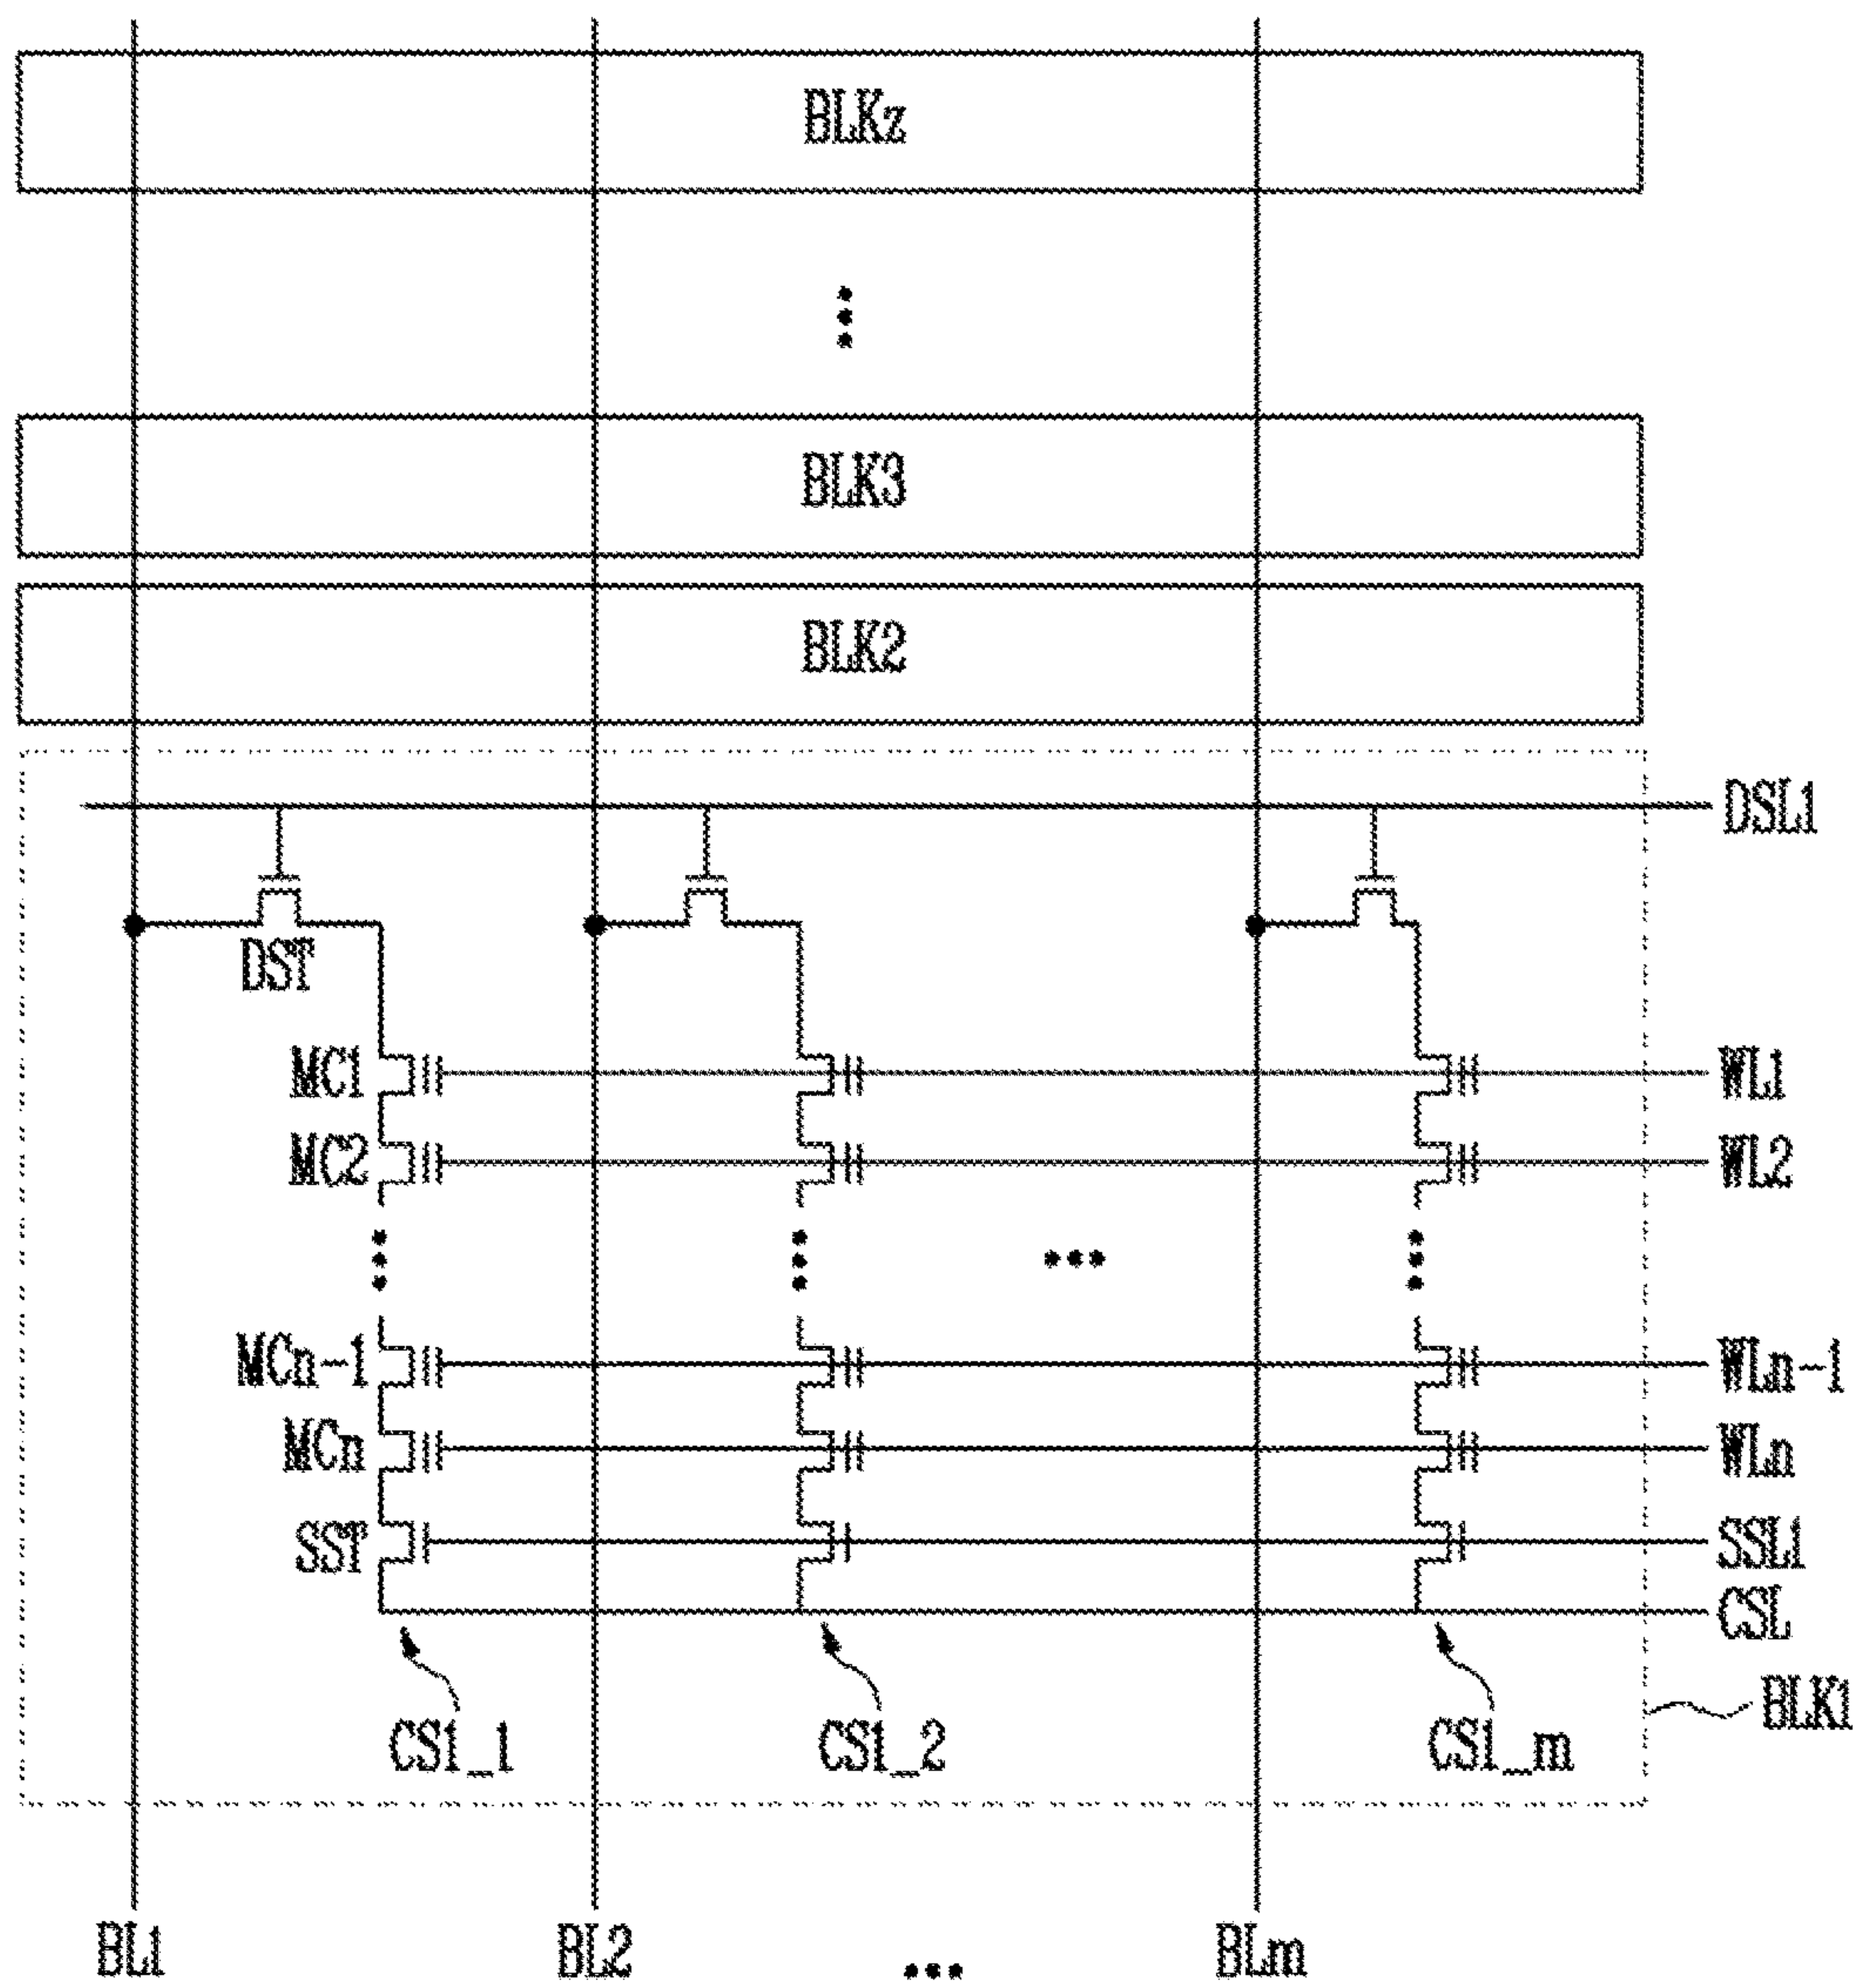 BLKz
BLK3
BLK2
DSL1
DST
MC1
WL1
MC2
WL2
MCn-1
WLn-1
MCn
WLn
SST
SSL1
CSL
BLK1
CS1_1
CS1_2
CS1_m
BL1
BL2
...
BLm